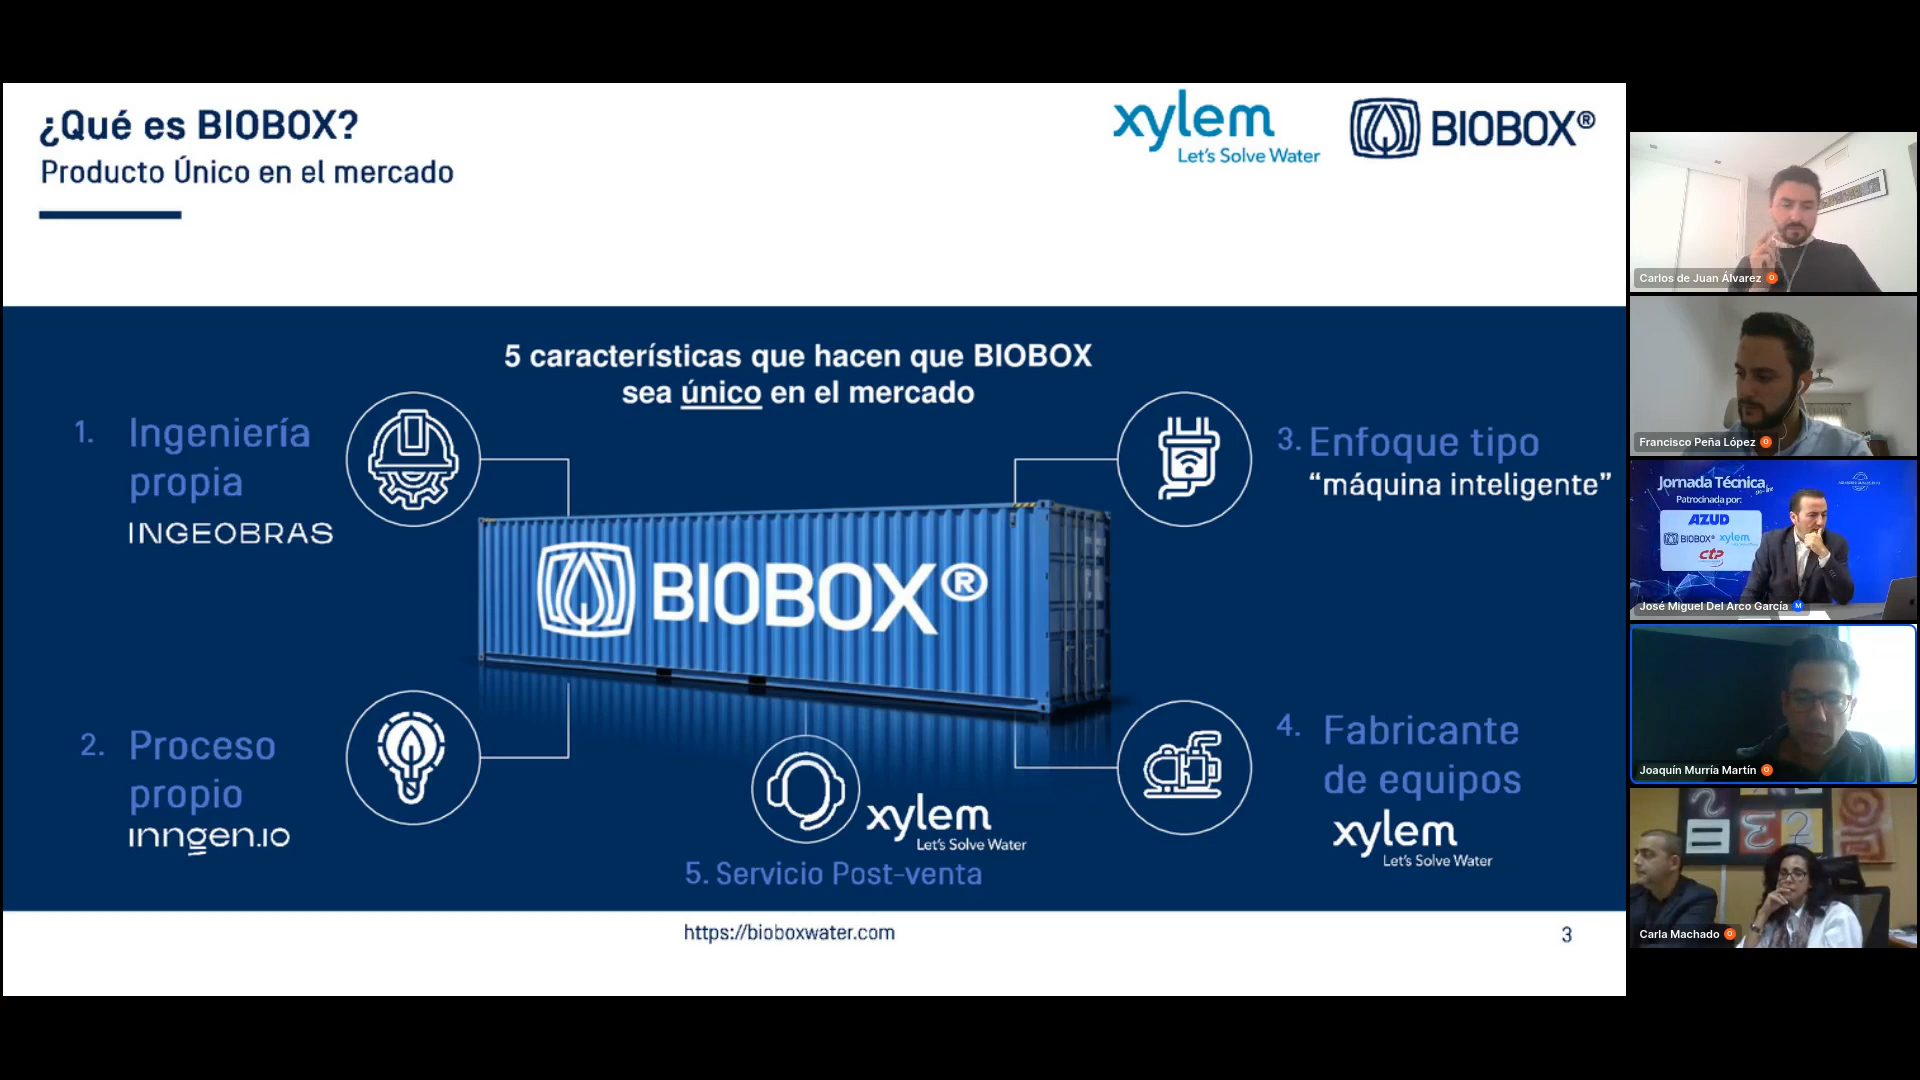 ¿Qué es BIOBOX?
Producto Único en el mercado
xylem
Let's Solve Water
BIOBOX®
5 características que hacen que BIOBOX
sea único en el mercado
1. Ingeniería
propia
INGEOBRAS
2. Proceso
propio
inngen.io
BIOBOX®
3. Enfoque tipo
“máquina inteligente”
4. Fabricante
de equipos
xylem
Let's Solve Water
xylem
Let's Solve Water
5. Servicio Post-venta
https://bioboxwater.com
3
Carlos de Juan Álvarez
Francisco Peña López
Jornada Técnica
on-line
Patrocinada por:
AZUD
BIOBOX® xylem
ctp
José Miguel Del Arco García
Joaquín Murría Martín
Carla Machado